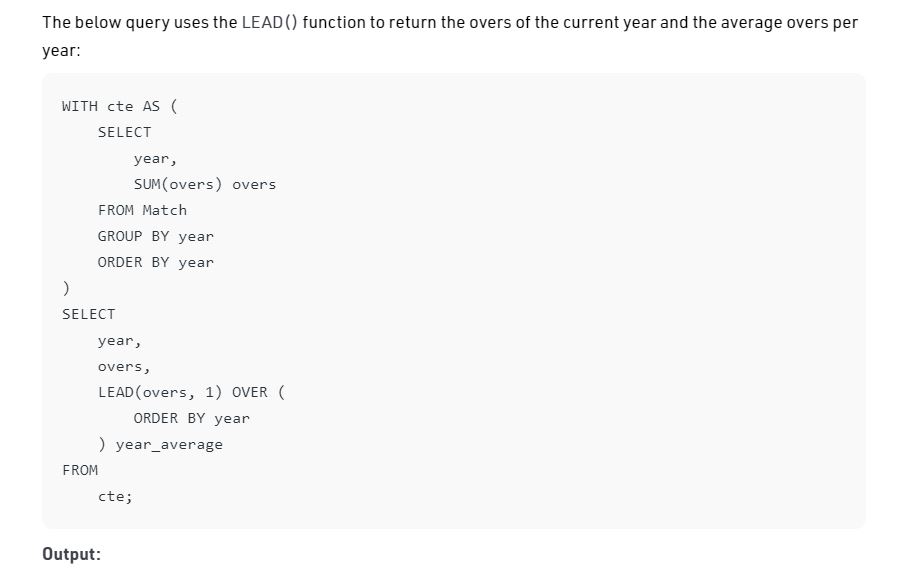 The below query uses the LEAD() function to return the overs of the current year and the average overs per
year:
WITH cte AS (
    SELECT
        year,
        SUM(overs) overs
    FROM Match
    GROUP BY year
    ORDER BY year
)
SELECT
    year,
    overs,
    LEAD(overs, 1) OVER (
        ORDER BY year
    ) year_average
FROM
    cte;
Output: